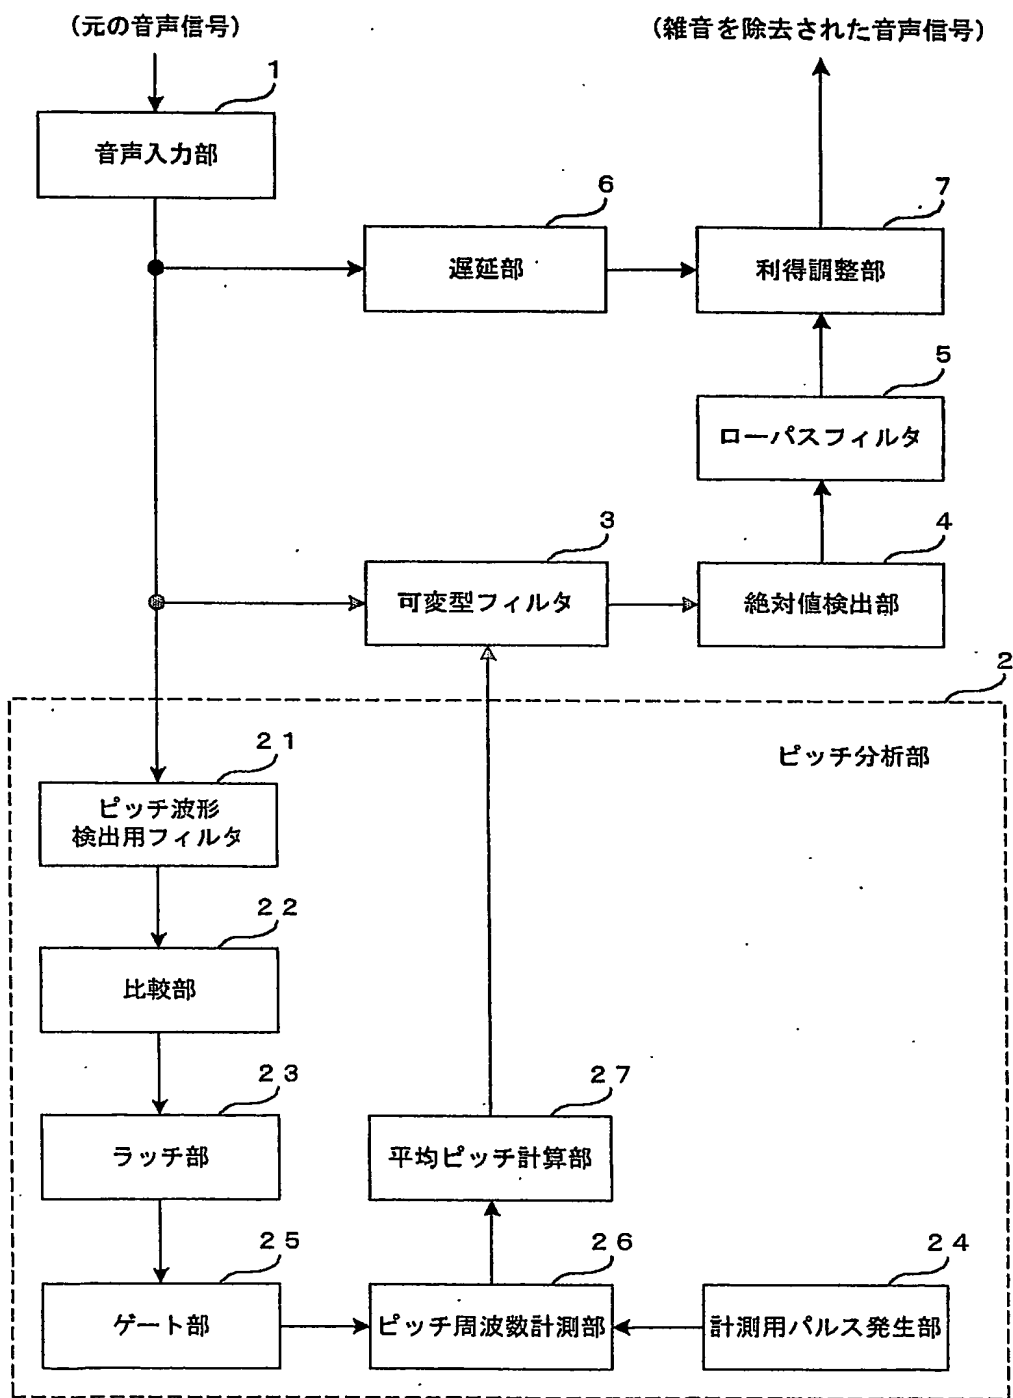 （元の音声信号）
（雑音を除去された音声信号）
1
音声入力部
6
遅延部
7
利得調整部
5
ローパスフィルタ
3
可変型フィルタ
4
絶対値検出部
2
ピッチ分析部
21
ピッチ波形
検出用フィルタ
22
比較部
23
ラッチ部
27
平均ピッチ計算部
25
ゲート部
26
ピッチ周波数計測部
24
計測用パルス発生部